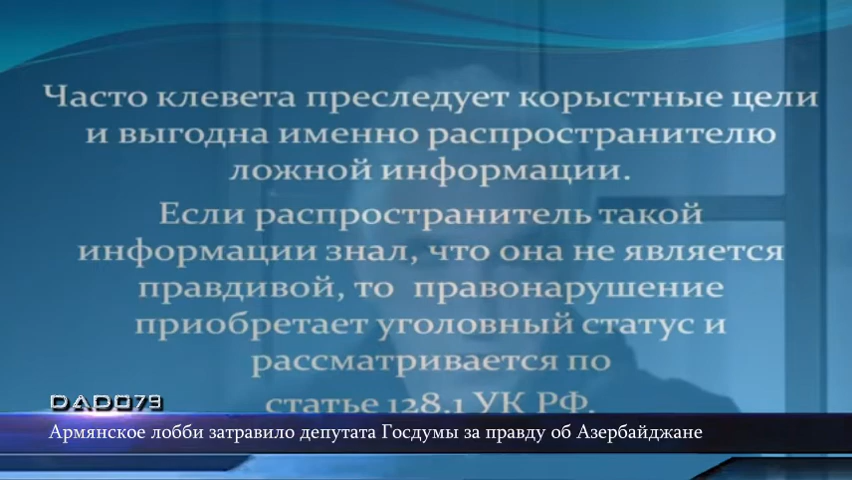 Часто клевета преследует корыстные цели
и выгодна именно распространителю
ложной информации.
Если распространитель такой
информации знал, что она не является
правдивой, то правонарушение
приобретает уголовный статус и
рассматривается по
статье 128.1 УК РФ.
DADO79
Армянское лобби затравило депутата Госдумы за правду об Азербайджане